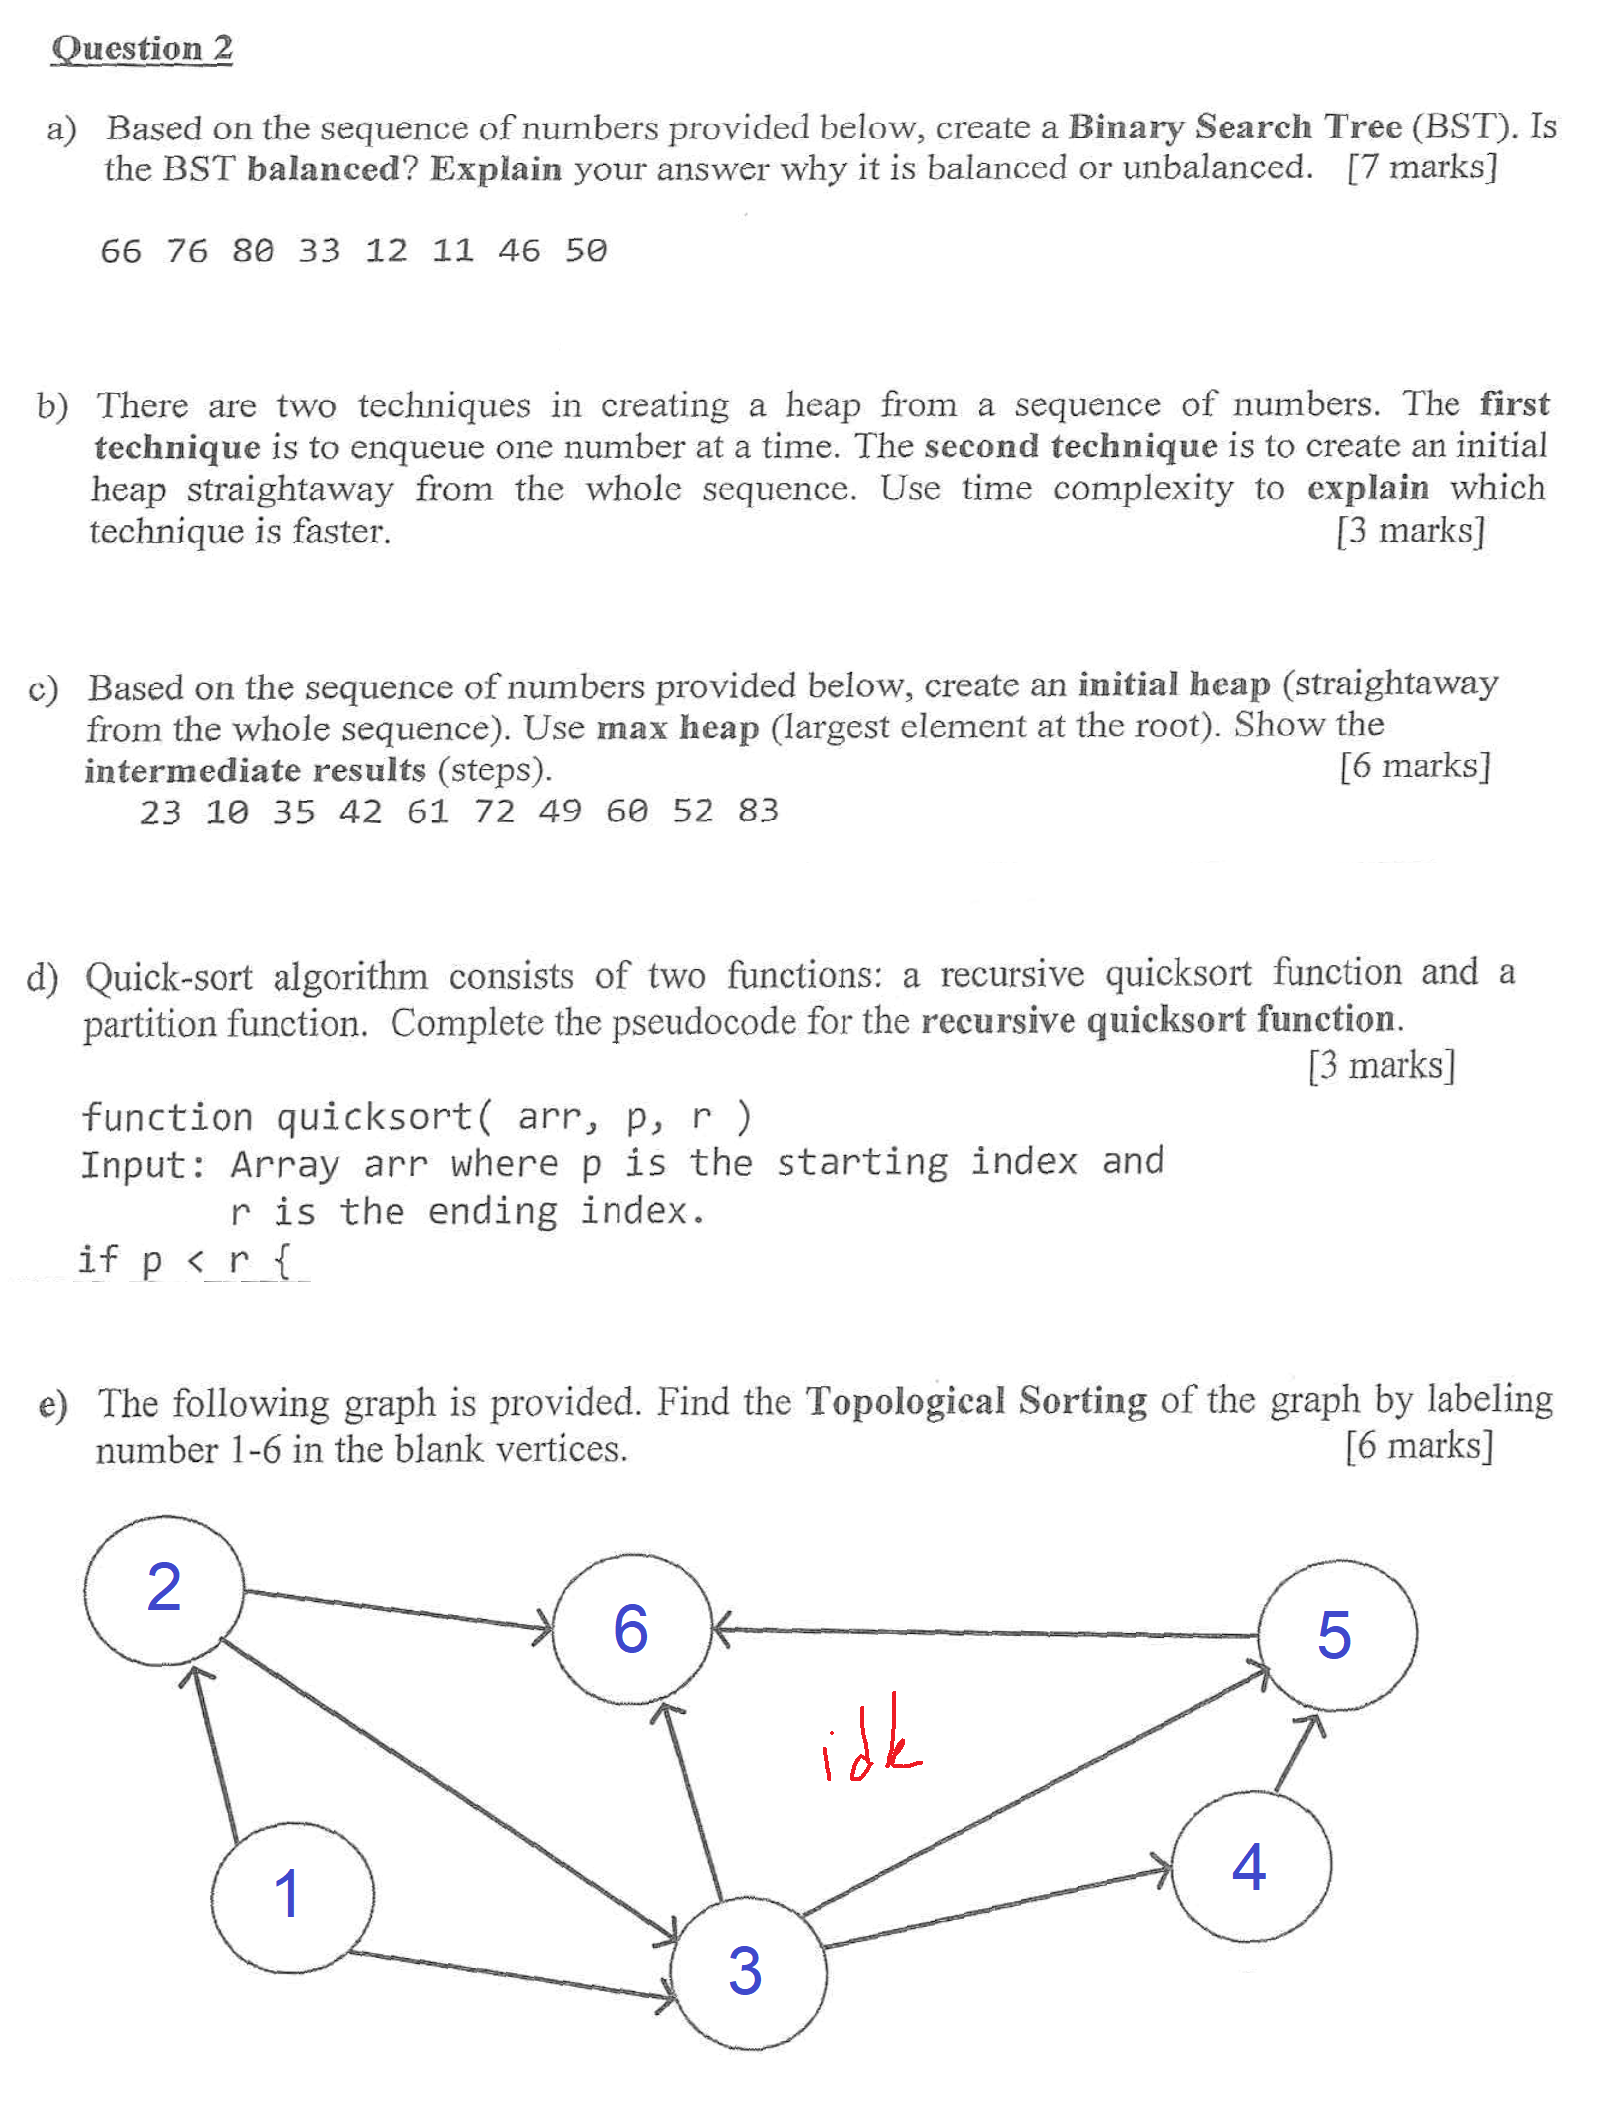 Question 2
a) Based on the sequence of numbers provided below, create a Binary Search Tree (BST). Is
the BST balanced? Explain your answer why it is balanced or unbalanced. [7 marks]
66 76 80 33 12 11 46 50
b) There are two techniques in creating a heap from a sequence of numbers. The first
technique is to enqueue one number at a time. The second technique is to create an initial
heap straightaway from the whole sequence. Use time complexity to explain which
technique is faster. [3 marks]
c) Based on the sequence of numbers provided below, create an initial heap (straightaway
from the whole sequence). Use max heap (largest element at the root). Show the
intermediate results (steps). [6 marks]
23 10 35 42 61 72 49 60 52 83
d) Quick-sort algorithm consists of two functions: a recursive quicksort function and a
partition function. Complete the pseudocode for the recursive quicksort function.
[3 marks]
function quicksort( arr, p, r )
Input: Array arr where p is the starting index and
r is the ending index.
if p < r {
e) The following graph is provided. Find the Topological Sorting of the graph by labeling
number 1-6 in the blank vertices. [6 marks]
2
6
5
idk
4
1
3